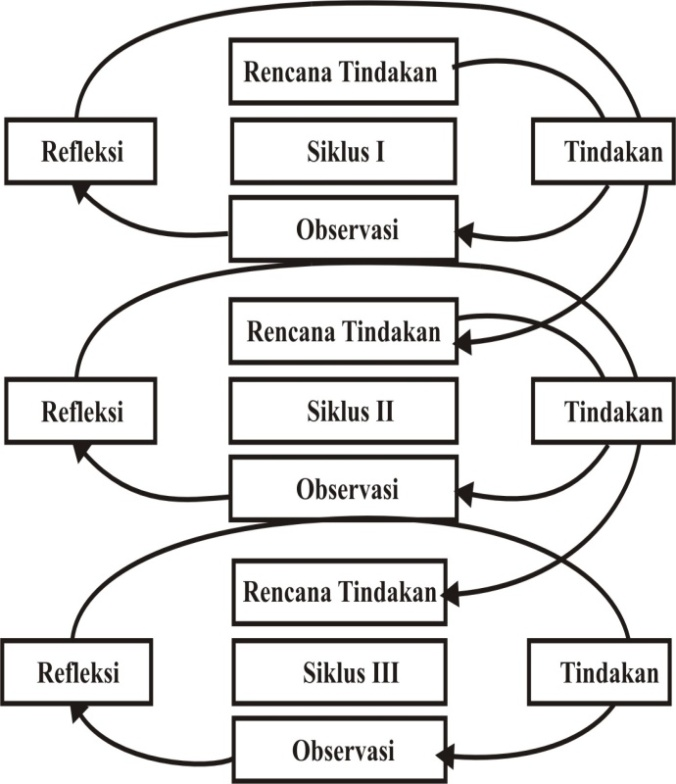 Rencana Tindakan
Refleksi
Siklus I
Tindakan
Observasi
Rencana Tindakan
Refleksi
Siklus II
Tindakan
Observasi
Rencana Tindakan
Refleksi
Siklus III
Tindakan
Observasi